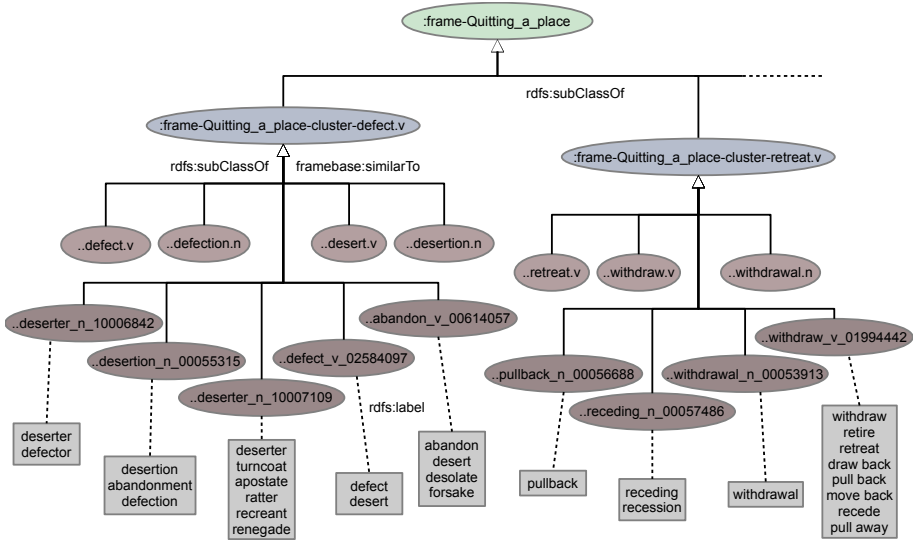 :frame-Quitting_a_place
rdfs:subClassOf
:frame-Quitting_a_place-cluster-defect.v
:frame-Quitting_a_place-cluster-retreat.v
rdfs:subClassOf
framebase:similarTo
..defect.v
..defection.n
..desert.v
..desertion.n
..retreat.v
..withdraw.v
..withdrawal.n
..deserter_n_10006842
..desertion_n_00055315
..deserter_n_10007109
..defect_v_02584097
..abandon_v_00614057
..pullback_n_00056688
..receding_n_00057486
..withdrawal_n_00053913
..withdraw_v_01994442
rdfs:label
deserter
defector
desertion
abandonment
defection
deserter
turncoat
apostate
ratter
recreant
renegade
defect
desert
abandon
desert
desolate
forsake
pullback
receding
recession
withdrawal
withdraw
retire
retreat
draw back
pull back
move back
recede
pull away